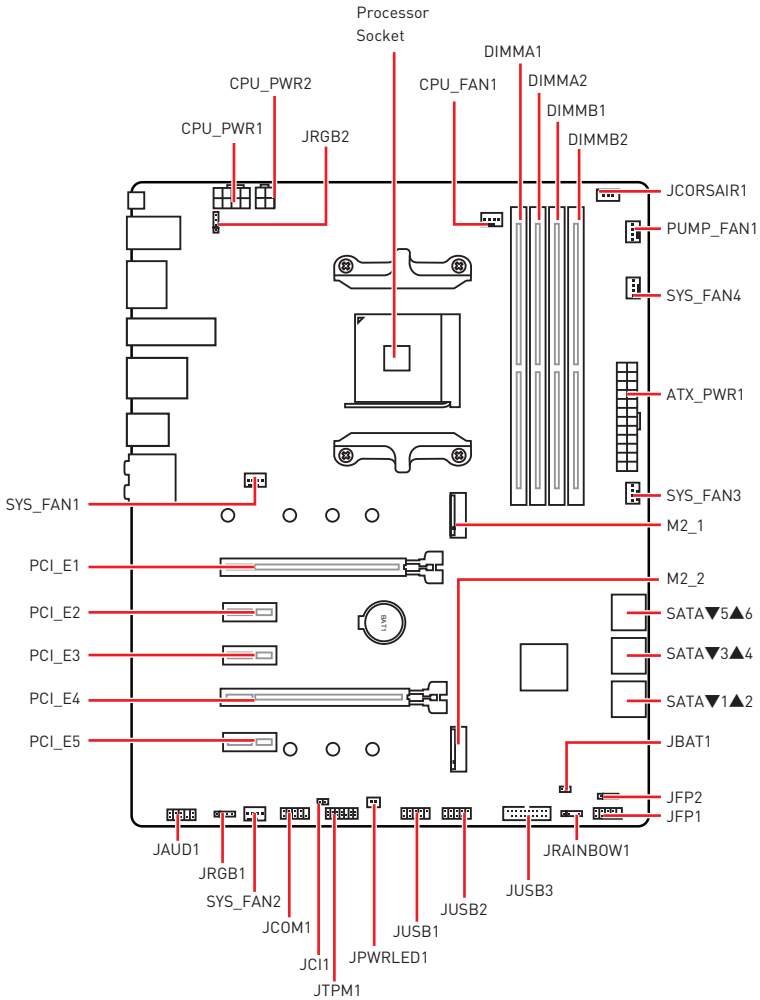 Processor
Socket
DIMMA1
CPU_PWR2
CPU_FAN1
DIMMA2
DIMMB1
CPU_PWR1
JRGB2
DIMMB2
JCORSAIR1
PUMP_FAN1
SYS_FAN4
ATX_PWR1
SYS_FAN1
SYS_FAN3
M2_1
PCI_E1
M2_2
PCI_E2
BAT1
SATA▼5▲6
PCI_E3
SATA▼3▲4
PCI_E4
SATA▼1▲2
PCI_E5
JBAT1
JFP2
JFP1
JAUD1
JRAINBOW1
JRGB1
JUSB3
SYS_FAN2
JUSB2
JCOM1
JUSB1
JPWRLED1
JCI1
JTPM1